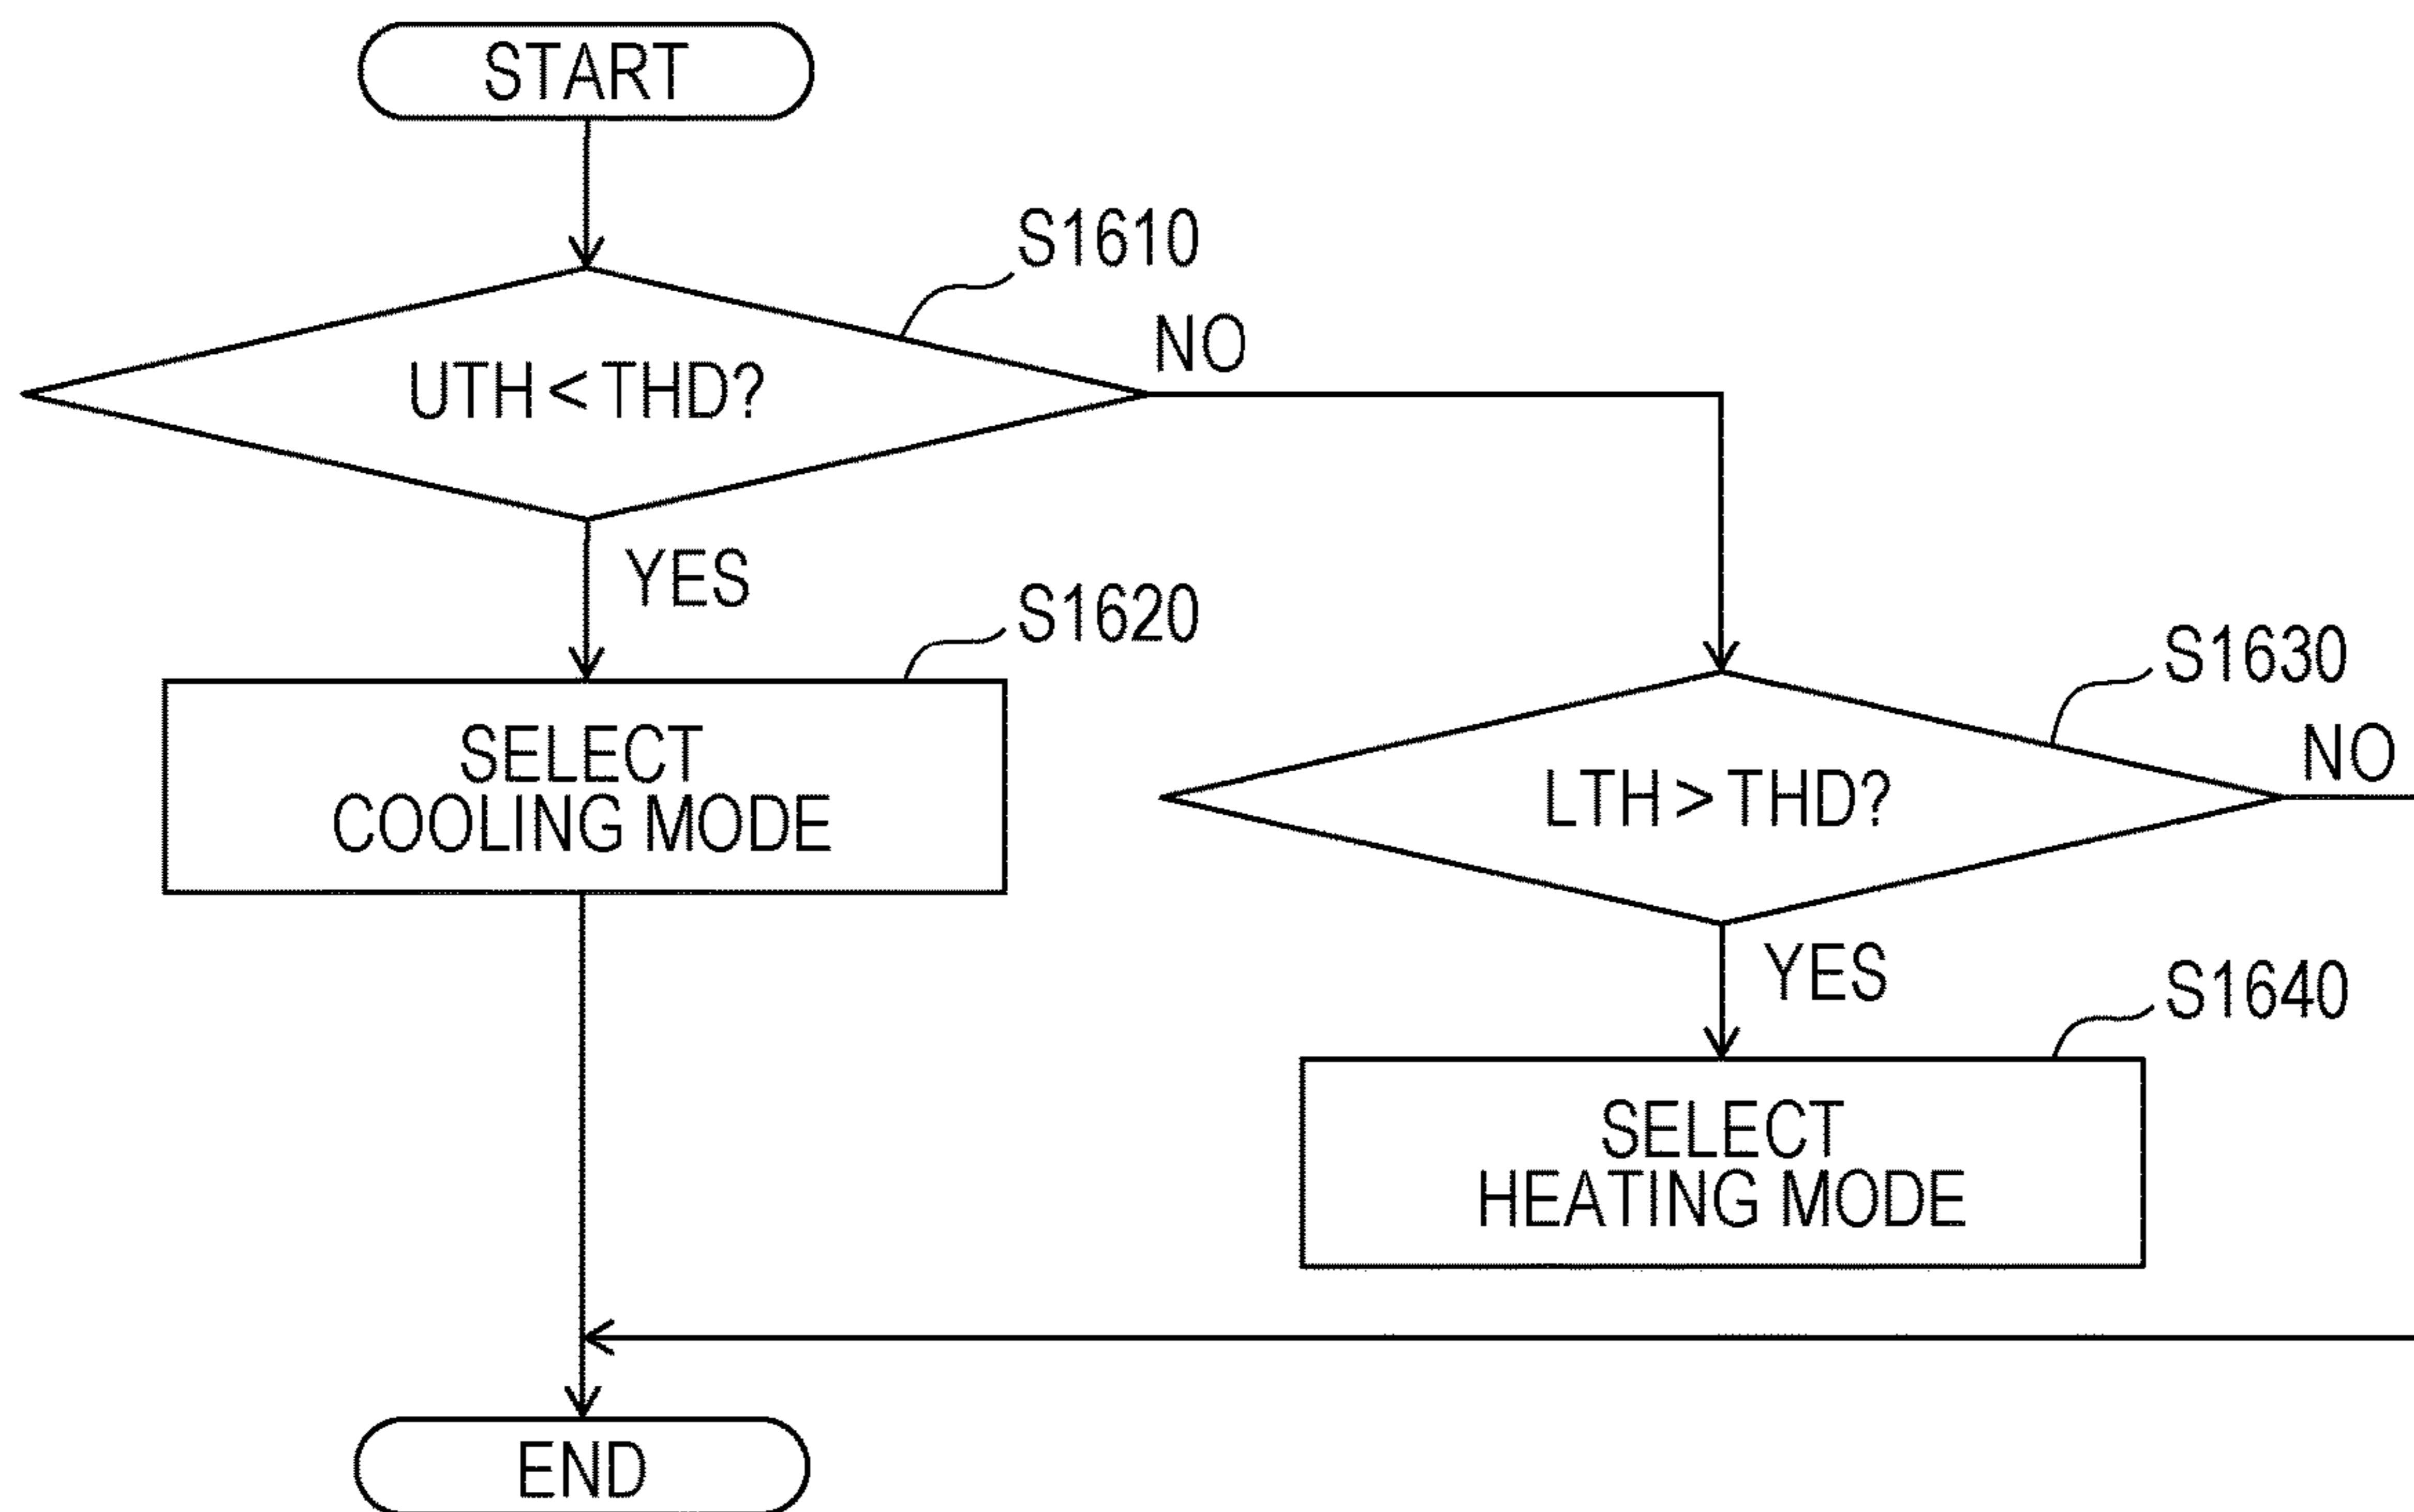 START
S1610
UTH < THD?
NO
YES
S1620
SELECT
COOLING MODE
S1630
LTH > THD?
NO
YES
S1640
SELECT
HEATING MODE
END